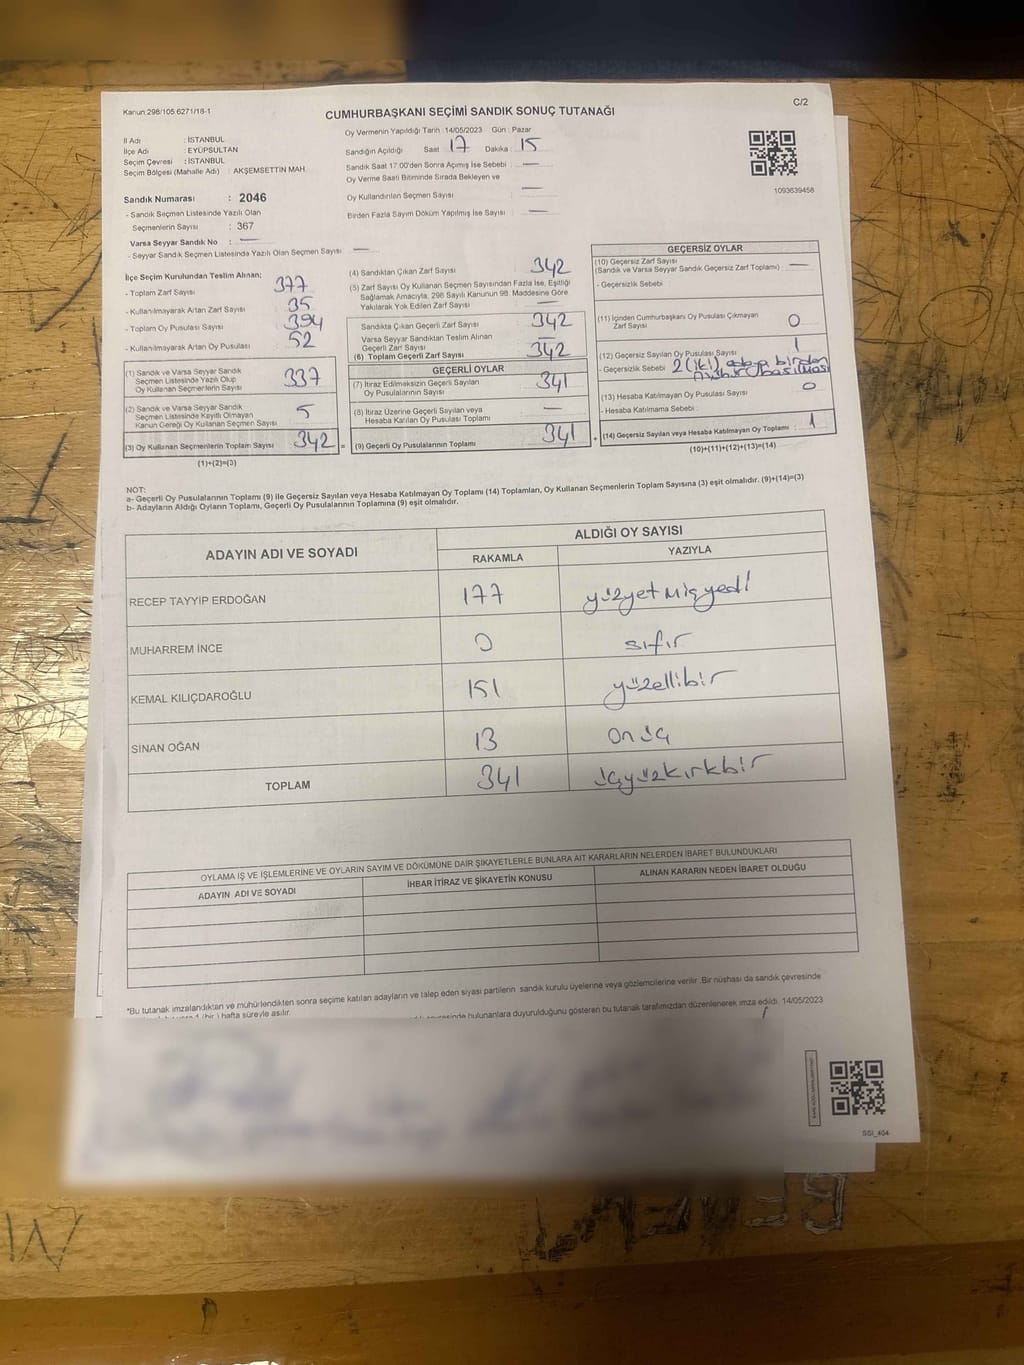 Kanun 298/105 6271/18-1
C/2
CUMHURBAŞKANI SEÇİMİ SANDIK SONUÇ TUTANAĞI
İl Adı : İSTANBUL
İlçe Adı : EYÜPSULTAN
Seçim Çevresi : İSTANBUL
Seçim Bölgesi (Mahalle Adı) : AKŞEMSETTİN MAH.
Oy Vermenin Yapıldığı Tarih :14/05/2023 Gün : Pazar
Sandığın Açıldığı Saat 17 Dakika : 15
Sandık Saat 17.00'den Sonra Açımış İse Sebebi : —
Oy Verme Saati Bitiminde Sırada Bekleyen ve
Oy Kullandırılan Seçmen Sayısı —
Birden Fazla Sayım Döküm Yapılmış İse Sayısı : —
1093639458
Sandık Numarası : 2046
- Sandık Seçmen Listesinde Yazılı Olan
Seçmenlerin Sayısı : 367
Varsa Seyyar Sandık No : —
- Seyyar Sandık Seçmen Listesinde Yazılı Olan Seçmen Sayısı : —
İlçe Seçim Kurulundan Teslim Alınan;
- Toplam Zarf Sayısı 377
- Kullanılmayarak Artan Zarf Sayısı 35
- Toplam Oy Pusulası Sayısı 394
- Kullanılmayarak Artan Oy Pusulası 52
(1) Sandık ve Varsa Seyyar Sandık
Seçmen Listesinde Yazılı Olup
Oy Kullanan Seçmenlerin Sayısı 337
(2) Sandık ve Varsa Seyyar Sandık
Seçmen Listesinde Kayıtlı Olmayan
Kanun Gereği Oy Kullanan Seçmen Sayısı 5
(3) Oy Kullanan Seçmenlerin Toplam Sayısı 342 =
(1)+(2)=(3)
(4) Sandıktan Çıkan Zarf Sayısı 342
(5) Zarf Sayısı Oy Kullanan Seçmen Sayısından Fazla İse, Eşitliği
Sağlamak Amacıyla, 298 Sayılı Kanunun 98. Maddesine Göre
Yakılarak Yok Edilen Zarf Sayısı —
Sandıkta Çıkan Geçerli Zarf Sayısı 342
Varsa Seyyar Sandıktan Teslim Alınan
Geçerli Zarf Sayısı —
(6) Toplam Geçerli Zarf Sayısı 342
GEÇERLİ OYLAR
(7) İtiraz Edilmeksizin Geçerli Sayılan
Oy Pusulasının Sayısı 341
(8) İtiraz Üzerine Geçerli Sayılan veya
Hesaba Katılan Oy Pusulası Toplamı —
(9) Geçerli Oy Pusulalarının Toplamı 341 +
GEÇERSİZ OYLAR
(10) Geçersiz Zarf Sayısı
(Sandık ve Varsa Seyyar Sandık Geçersiz Zarf Toplamı) —
- Geçersizlik Sebebi
(11) İçinden Cumhurbaşkanı Oy Pusulası Çıkmayan
Zarf Sayısı 0
(12) Geçersiz Sayılan Oy Pusulası Sayısı 1
- Geçersizlik Sebebi 2 (iki) adaya birden
basılması
(13) Hesaba Katılmayan Oy Pusulası Sayısı 0
- Hesaba Katılmama Sebebi
(14) Geçersiz Sayılan veya Hesaba Katılmayan Oy Toplamı : 1
(10)+(11)+(12)+(13)=(14)
NOT:
a- Geçerli Oy Pusulalarının Toplamı (9) ile Geçersiz Sayılan veya Hesaba Katılmayan Oy Toplamı (14) Toplamları, Oy Kullanan Seçmenlerin Toplam Sayısına (3) eşit olmalıdır. (9)+(14)=(3)
b- Adayların Aldığı Oyların Toplamı, Geçerli Oy Pusulalarının Toplamına (9) eşit olmalıdır.
ADAYIN ADI VE SOYADI
ALDIĞI OY SAYISI
RAKAMLA YAZIYLA
RECEP TAYYİP ERDOĞAN 177 yüzyetmişyedi
MUHARREM İNCE 0 sıfır
KEMAL KILIÇDAROĞLU 151 yüzellibir
SİNAN OĞAN 13 onüç
TOPLAM 341 üçyüzkırkbir
OYLAMA İŞ VE İŞLEMLERİNE VE OYLARIN SAYIM VE DÖKÜMÜNE DAİR ŞİKAYETLERLE BUNLARA AİT KARARLARIN NELERDEN İBARET BULUNDUKLARI
ADAYIN ADI VE SOYADI İHBAR İTİRAZ VE ŞİKAYETİN KONUSU ALINAN KARARIN NEDEN İBARET OLDUĞU
*Bu tutanak imzalandıktan ve mühürlendikten sonra seçime katılan adayların ve talep eden siyasi partilerin sandık kurulu üyelerine veya gözlemcilerine verilir. Bir nüshası da sandık çevresinde
1 (bir) hafta süreyle asılır.
bulunanlara duyurulduğunu gösteren bu tutanak tarafımızdan düzenlenerek imza edildi. 14/05/2023
SSI_404